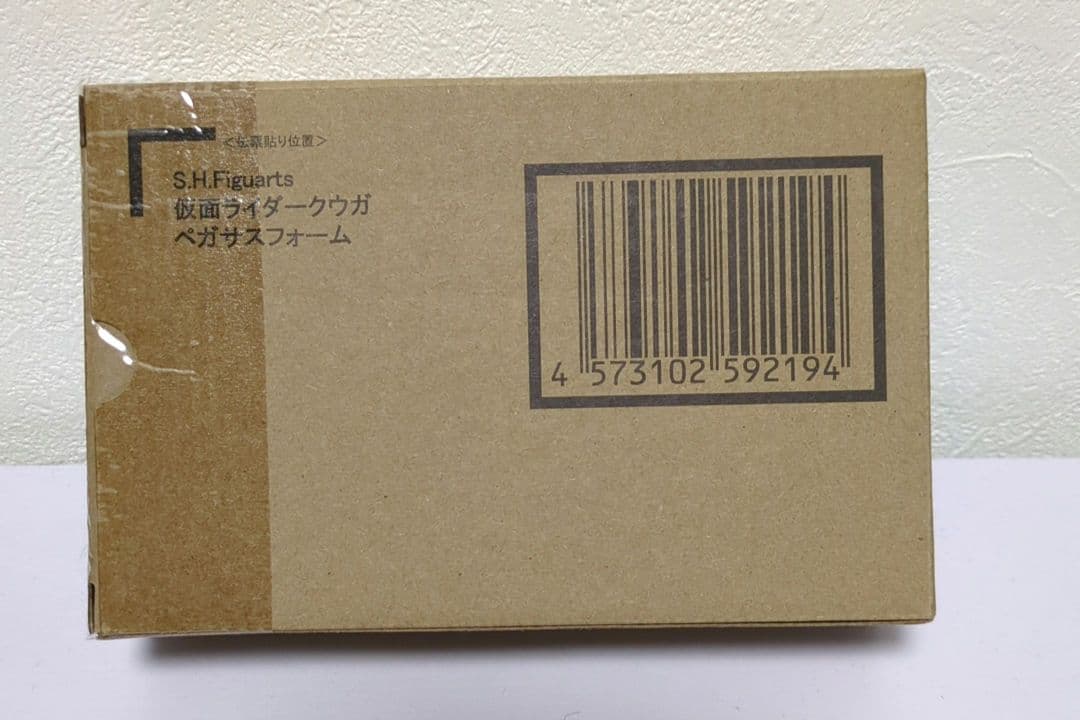 <伝票貼り位置>
S.H.Figuarts
仮面ライダークウガ
ペガサスフォーム
4 573102 592194